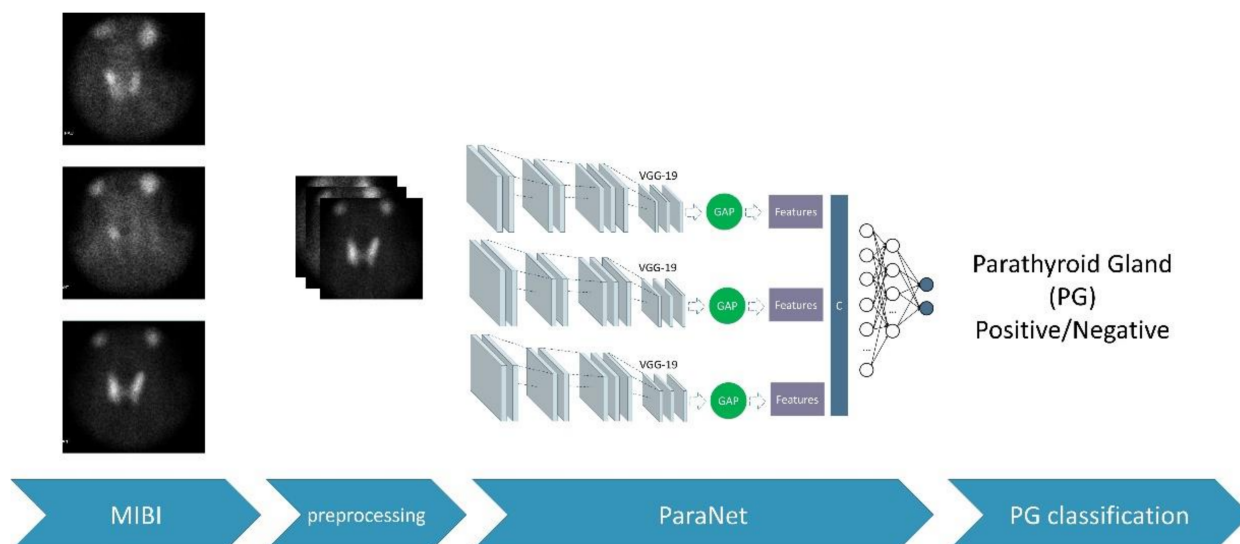 VGG-19
GAP
Features
VGG-19
GAP
Features
C
VGG-19
GAP
Features
...
...
Parathyroid Gland
(PG)
Positive/Negative
MIBI
preprocessing
ParaNet
PG classification